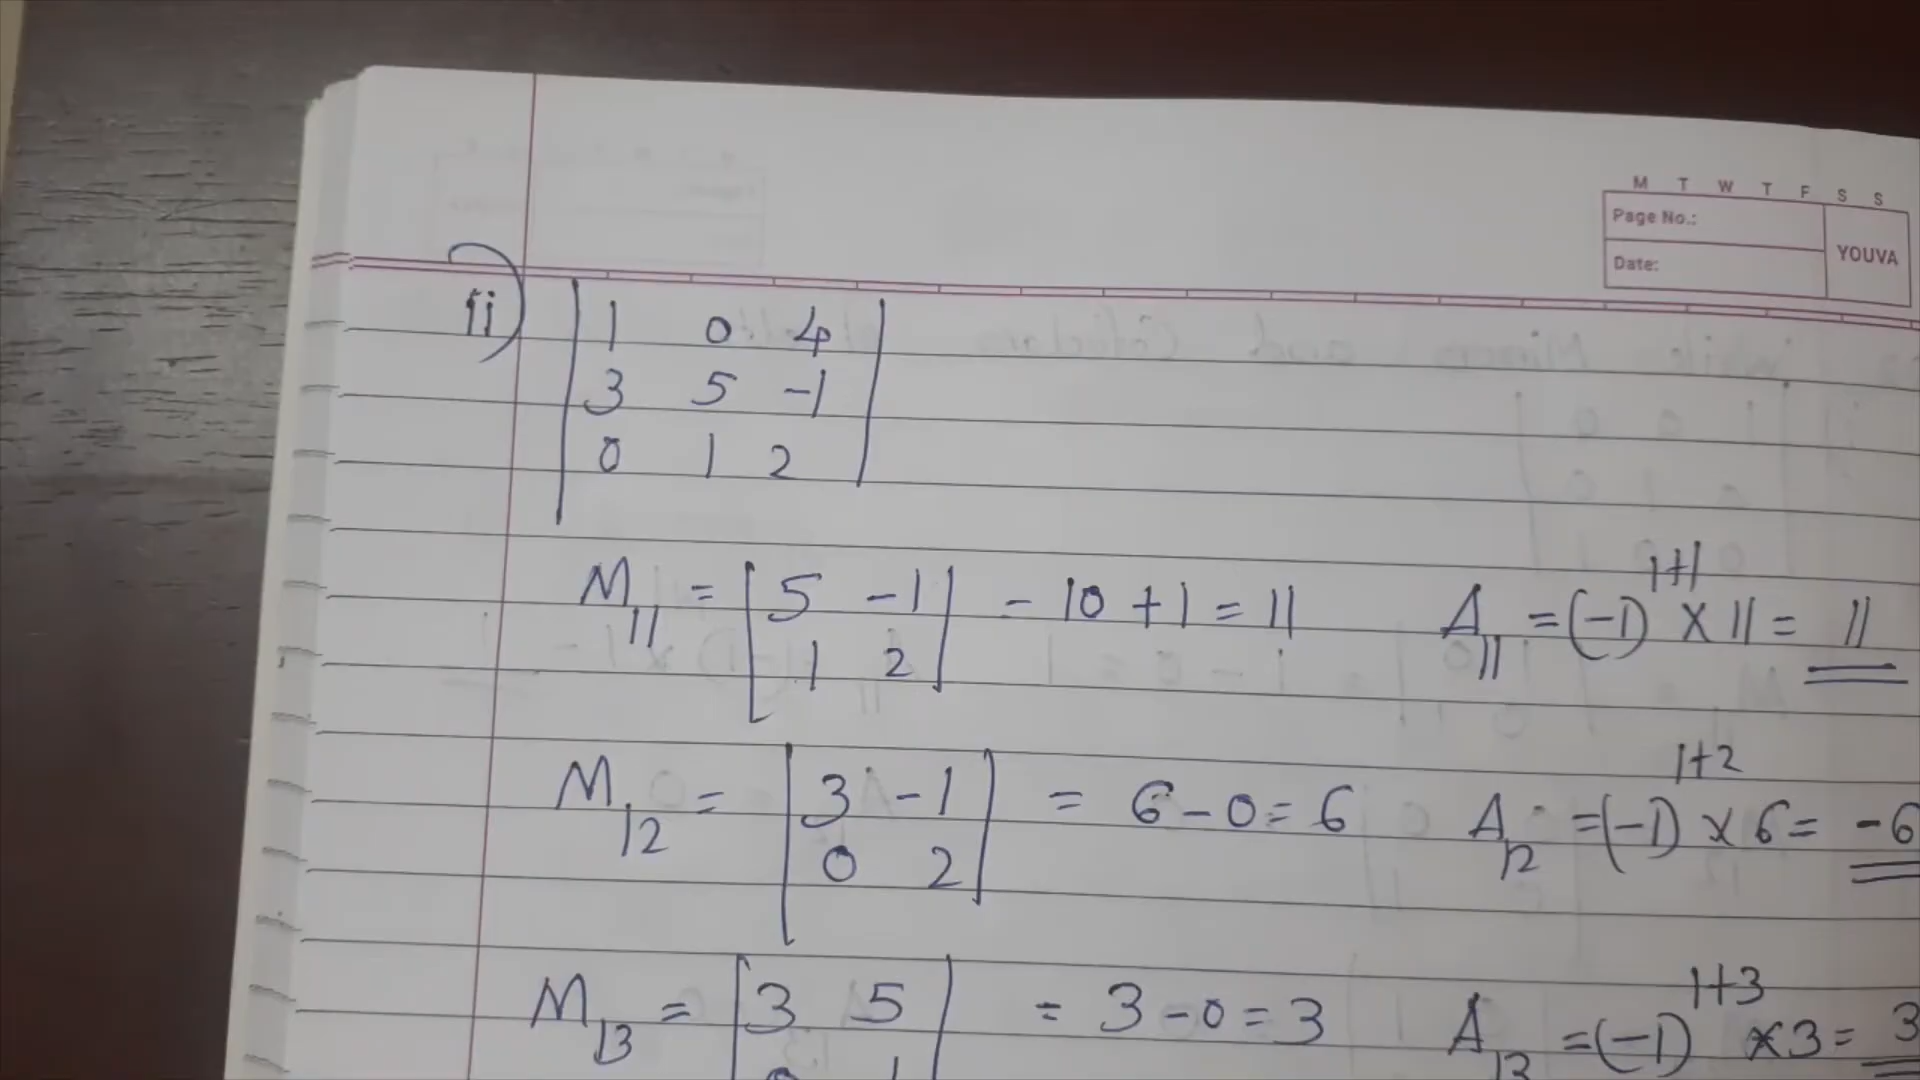 M T W T F S S
Page No.:
YOUVA
Date:
ii) | 1 0 4 |
| 3 5 -1 |
| 0 1 2 |
M11 = | 5 -1 | = 10 + 1 = 11 A11 = (-1)^1+1 × 11 = 11
| 1 2 |
M12 = | 3 -1 | = 6 - 0 = 6 A12 = (-1)^1+2 × 6 = -6
| 0 2 |
M13 = | 3 5 | = 3 - 0 = 3 A13 = (-1)^1+3 × 3 = 3